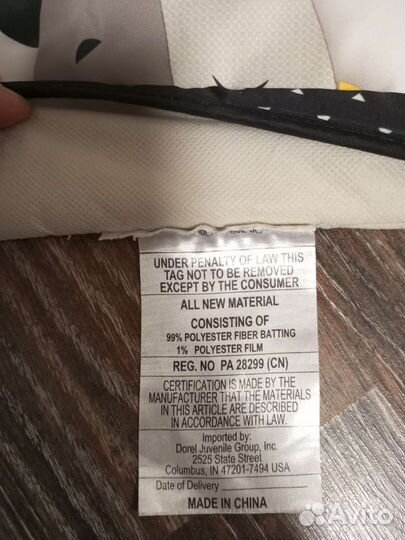 UNDER PENALTY OF LAW THIS
TAG NOT TO BE REMOVED
EXCEPT BY THE CONSUMER
ALL NEW MATERIAL
CONSISTING OF
99% POLYESTER FIBER BATTING
1% POLYESTER FILM
REG. NO PA 28299 (CN)
CERTIFICATION IS MADE BY THE
MANUFACTURER THAT THE MATERIALS
IN THIS ARTICLE ARE DESCRIBED
IN ACCORDANCE WITH LAW.
Imported by:
Dorel Juvenile Group, Inc.
2525 State Street
Columbus, IN 47201-7494 USA
Date of Delivery
MADE IN CHINA
Avito